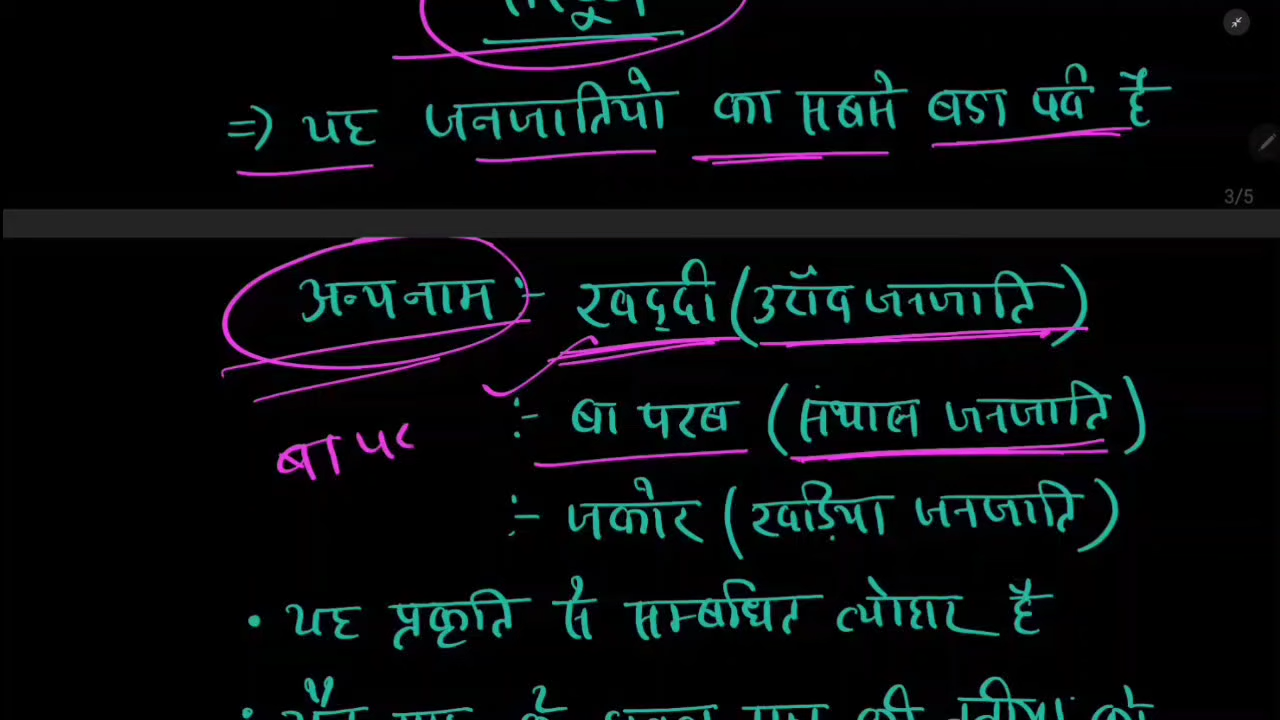 => यह जनजातियो का सबसे बडा पर्व है
3/5
अन्यनाम :- खद्दी (उराँव जनजाति)
:- बा परब (संथाल जनजाति)
बा प
:- जकोर (खडिया जनजाति)
• यह प्रकृति से सम्बधित त्योहार है